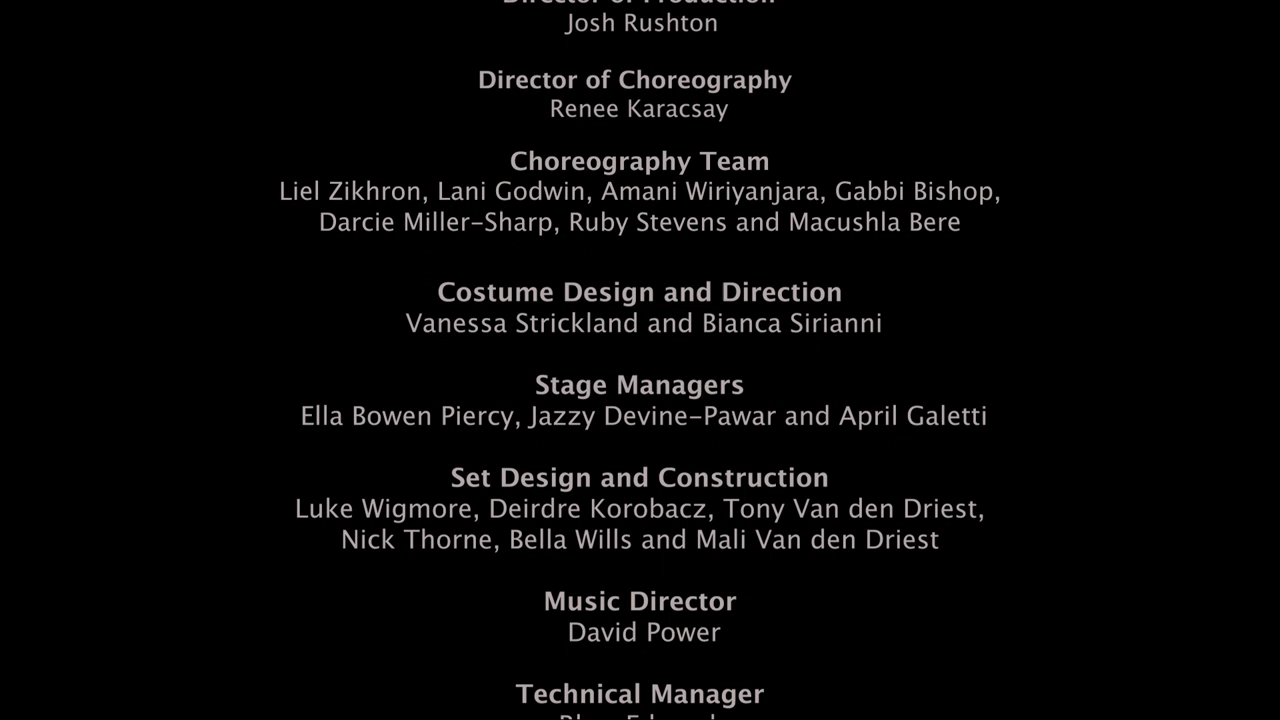 Director of Production
Josh Rushton
Director of Choreography
Renee Karacsay
Choreography Team
Liel Zikhron, Lani Godwin, Amani Wiriyanjara, Gabbi Bishop,
Darcie Miller-Sharp, Ruby Stevens and Macushla Bere
Costume Design and Direction
Vanessa Strickland and Bianca Sirianni
Stage Managers
Ella Bowen Piercy, Jazzy Devine-Pawar and April Galetti
Set Design and Construction
Luke Wigmore, Deirdre Korobacz, Tony Van den Driest,
Nick Thorne, Bella Wills and Mali Van den Driest
Music Director
David Power
Technical Manager